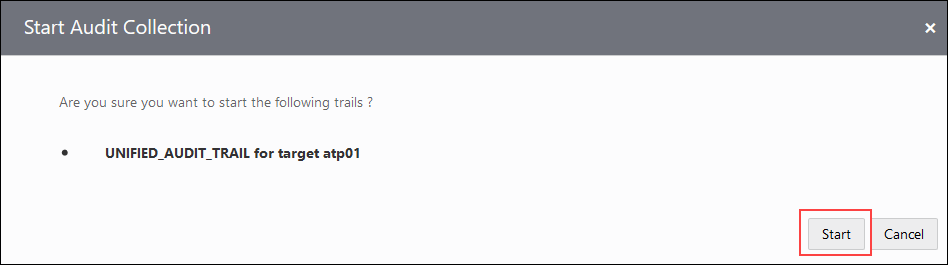 Start Audit Collection
Are you sure you want to start the following trails ?
• UNIFIED_AUDIT_TRAIL for target atp01
Start Cancel